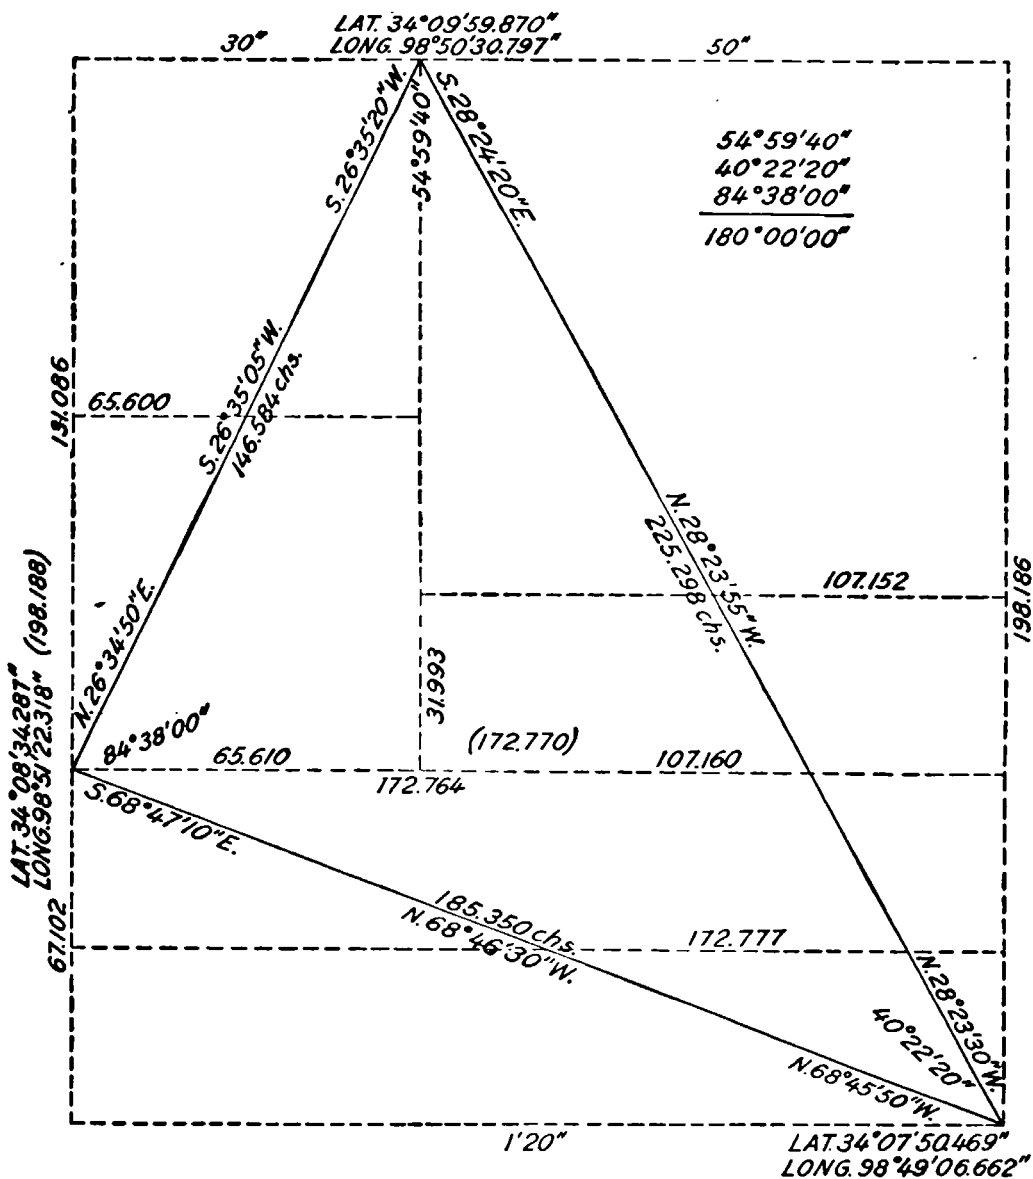 LAT. 34°09'59.870"
LONG. 98°50'30.797"
30"
50"
S.26°35'20"W.
54°59'40"
S.28°24'20"E.
54°59'40"
40°22'20"
84°38'00"
180°00'00"
131.086
65.600
S.26°35'05"W.
146.584 chs.
N.28°23'55"W.
225.298 chs.
107.152
198.186
N.26°34'50"E.
31.993
LAT. 34°08'34.287"
LONG. 98°51'22.318" (198.188)
84°38'00"
65.610
(172.770)
107.160
172.764
S.68°47'10"E.
67.102
185.350 chs.
N.68°46'30"W.
172.777
N.28°23'30"W.
40°22'20"
N.68°45'50"W.
1'20"
LAT. 34°07'50.469"
LONG. 98°49'06.662"